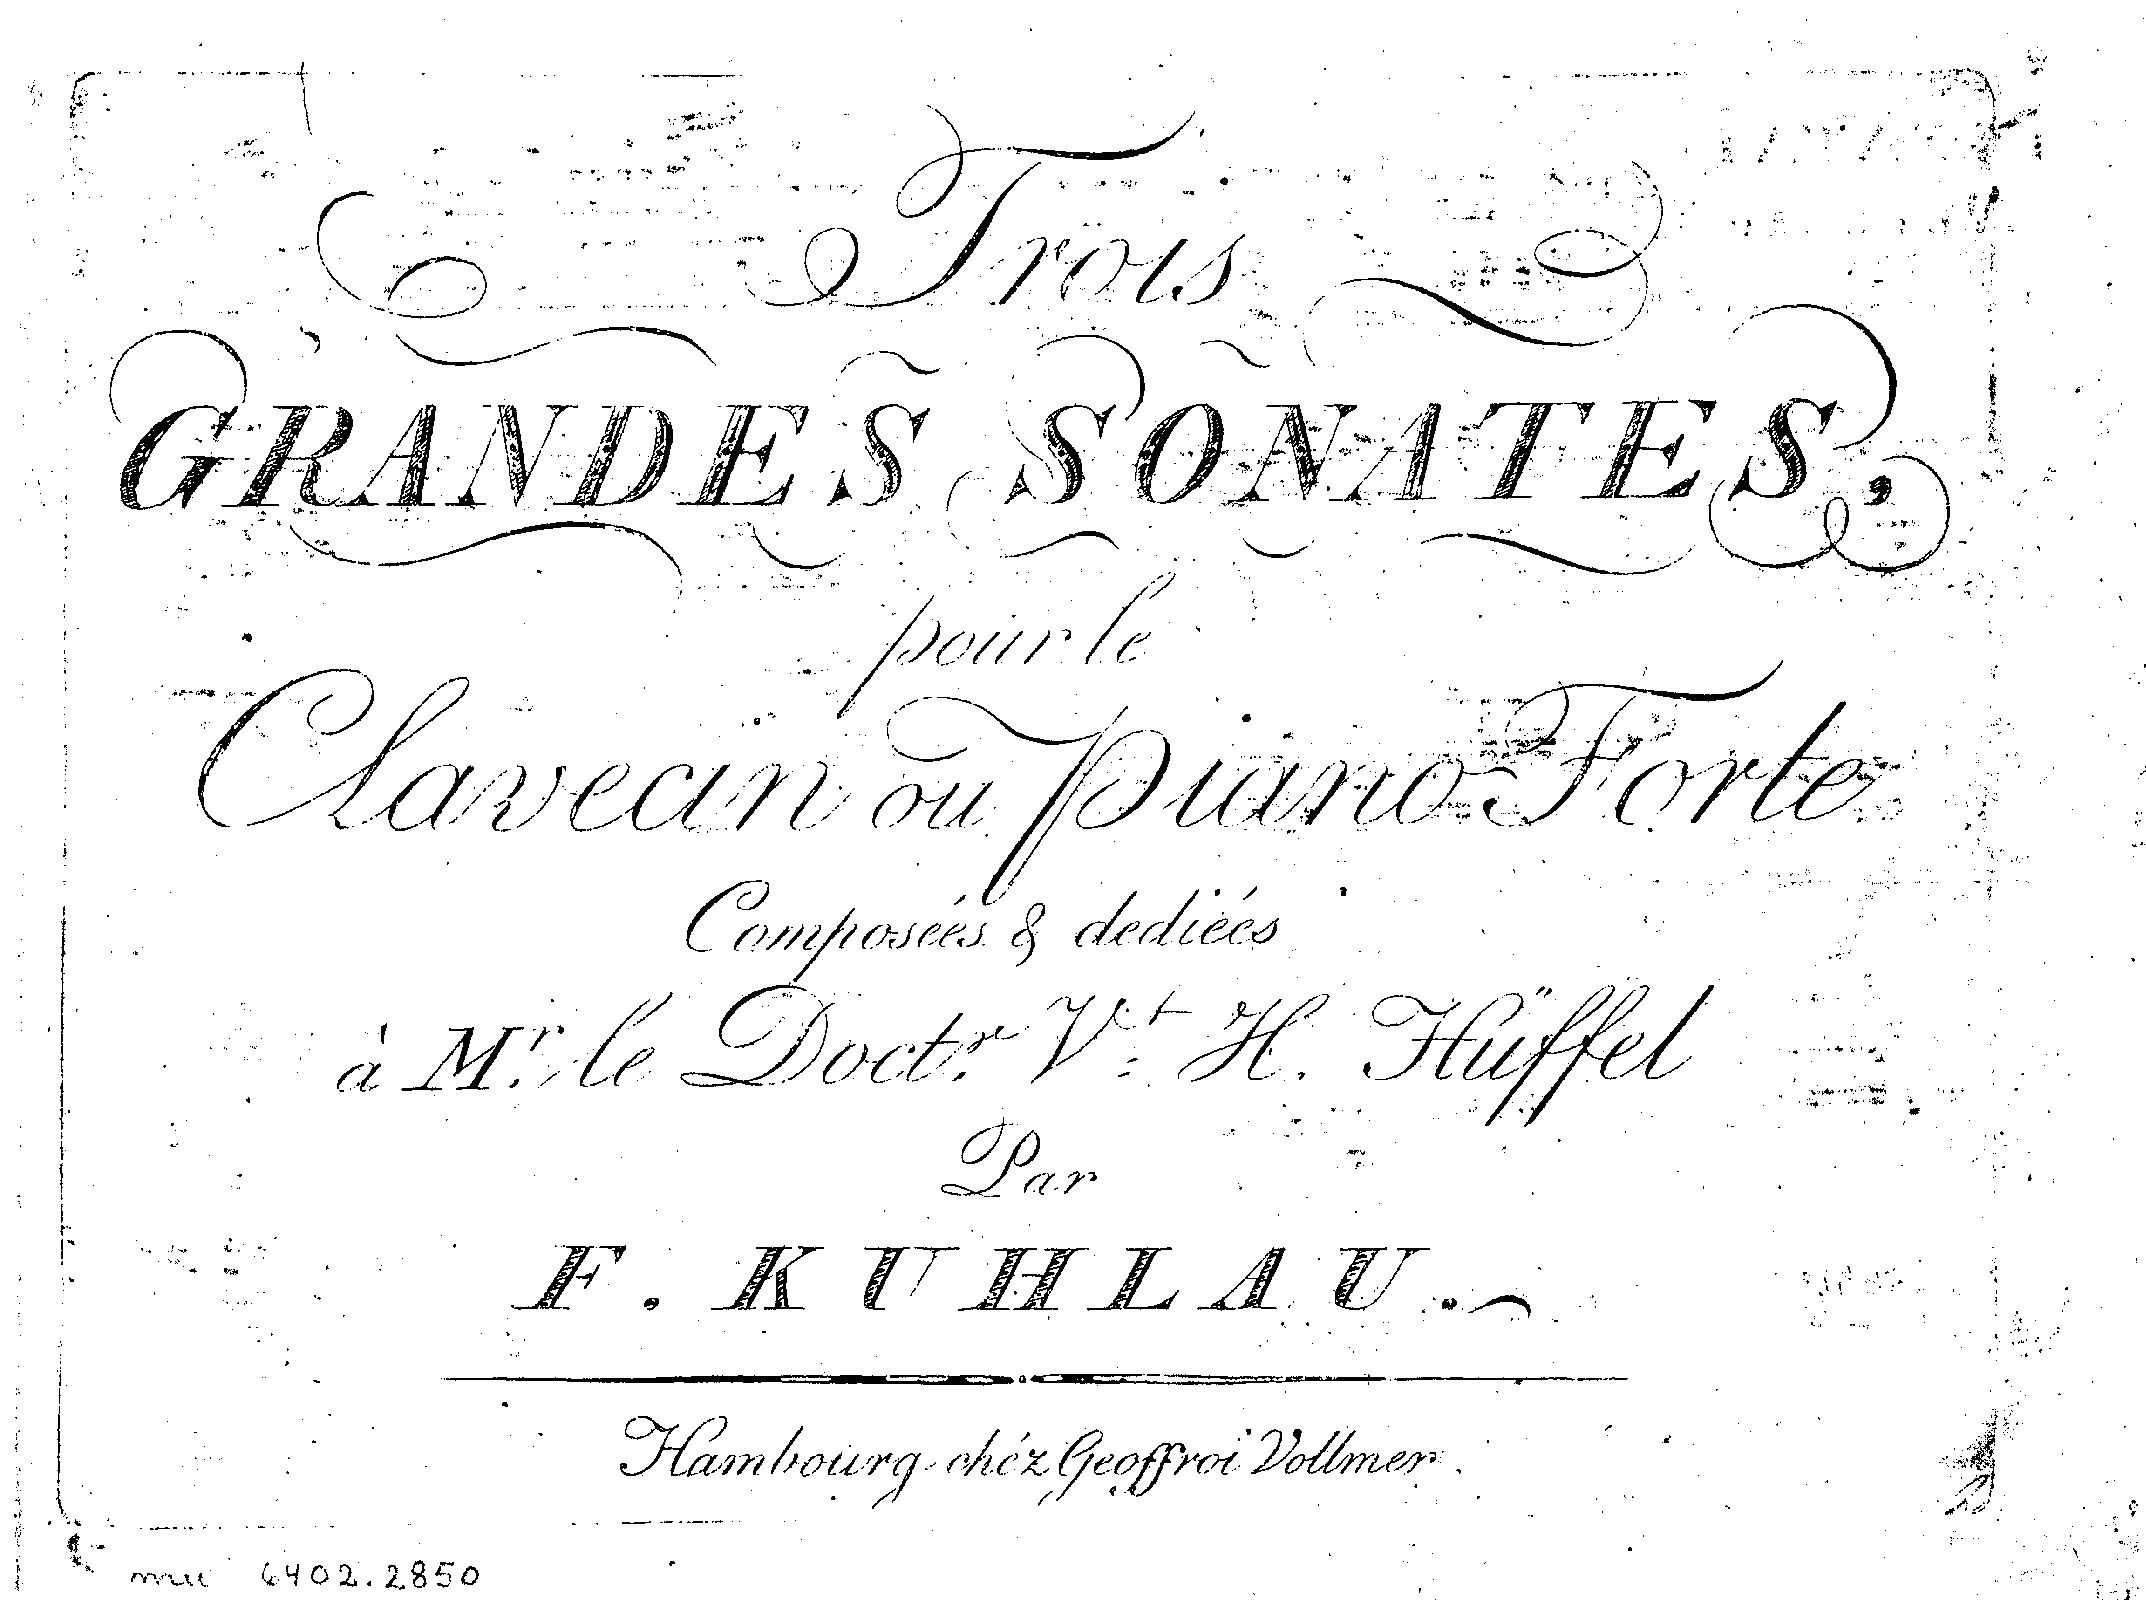 Trois
GRANDES SONATES,
pour le
Clavecin ou piano Forte
Composées & dediées
à Mr. le Doctr. Vt. H. Hüffel
Par
F. KUHLAU.
Hambourg chéz Geoffroi Vollmer.
mu 6402.2850